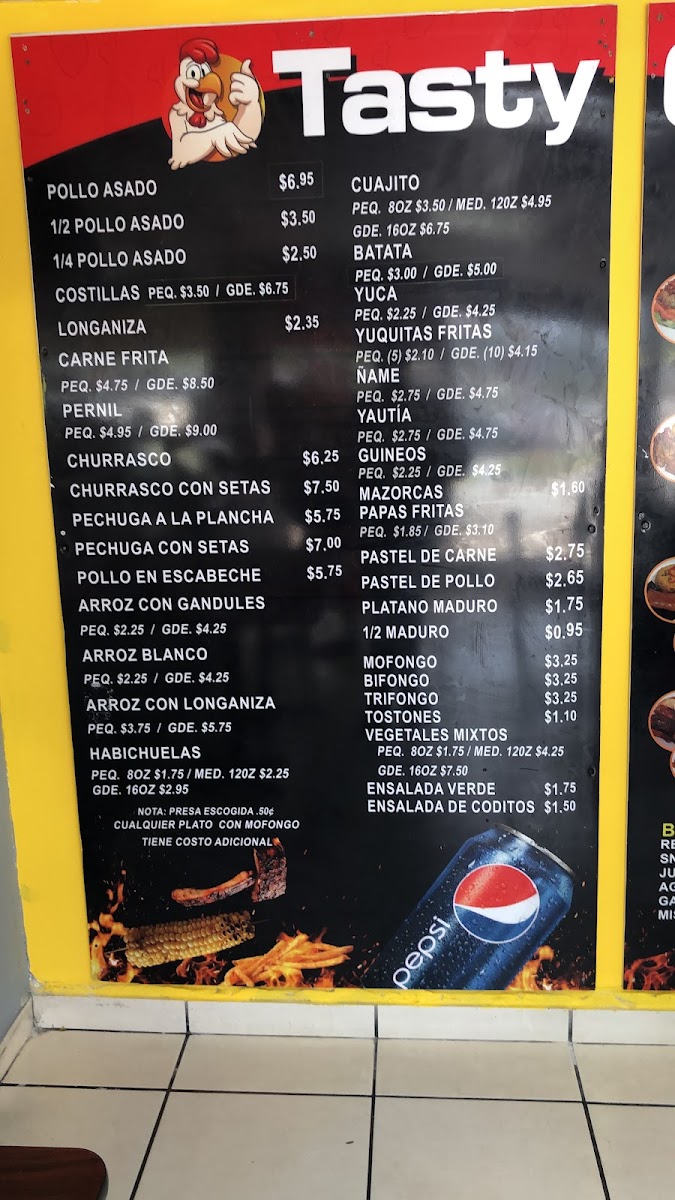 Tasty
POLLO ASADO $6.95
1/2 POLLO ASADO $3.50
1/4 POLLO ASADO $2.50
COSTILLAS PEQ. $3.50 / GDE. $6.75
LONGANIZA $2.35
CARNE FRITA
PEQ. $4.75 / GDE. $8.50
PERNIL
PEQ. $4.95 / GDE. $9.00
CHURRASCO $6.25
CHURRASCO CON SETAS $7.50
PECHUGA A LA PLANCHA $5.75
PECHUGA CON SETAS $7.00
POLLO EN ESCABECHE $5.75
ARROZ CON GANDULES
PEQ. $2.25 / GDE. $4.25
ARROZ BLANCO
PEQ. $2.25 / GDE. $4.25
ARROZ CON LONGANIZA
PEQ. $3.75 / GDE. $5.75
HABICHUELAS
PEQ. 8OZ $1.75 / MED. 12OZ $2.25
GDE. 16OZ $2.95
NOTA: PRESA ESCOGIDA .50¢
CUALQUIER PLATO CON MOFONGO
TIENE COSTO ADICIONAL
CUAJITO
PEQ. 8OZ $3.50 / MED. 12OZ $4.95
GDE. 16OZ $6.75
BATATA
PEQ. $3.00 / GDE. $5.00
YUCA
PEQ. $2.25 / GDE. $4.25
YUQUITAS FRITAS
PEQ. (5) $2.10 / GDE. (10) $4.15
ÑAME
PEQ. $2.75 / GDE. $4.75
YAUTÍA
PEQ. $2.75 / GDE. $4.75
GUINEOS
PEQ. $2.25 / GDE. $4.25
MAZORCAS $1.60
PAPAS FRITAS
PEQ. $1.85 / GDE. $3.10
PASTEL DE CARNE $2.75
PASTEL DE POLLO $2.65
PLATANO MADURO $1.75
1/2 MADURO $0.95
MOFONGO $3.25
BIFONGO $3.25
TRIFONGO $3.25
TOSTONES $1.10
VEGETALES MIXTOS
PEQ. 8OZ $1.75 / MED. 12OZ $4.25
GDE. 16OZ $7.50
ENSALADA VERDE $1.75
ENSALADA DE CODITOS $1.50
pepsi
B
RE
SN
JU
AG
GA
MIS